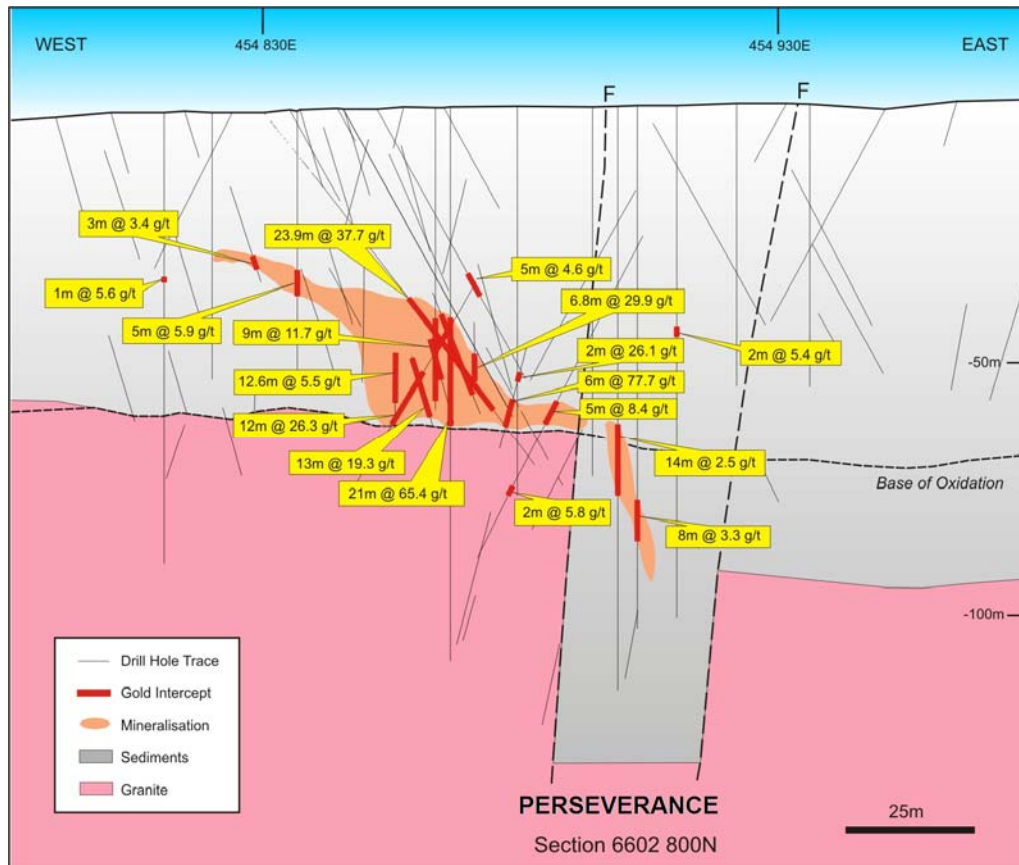 WEST
454 830E
454 930E
EAST
F
F
3m @ 3.4 g/t
23.9m @ 37.7 g/t
5m @ 4.6 g/t
1m @ 5.6 g/t
6.8m @ 29.9 g/t
5m @ 5.9 g/t
9m @ 11.7 g/t
2m @ 26.1 g/t
2m @ 5.4 g/t
-50m
12.6m @ 5.5 g/t
6m @ 77.7 g/t
5m @ 8.4 g/t
12m @ 26.3 g/t
13m @ 19.3 g/t
14m @ 2.5 g/t
21m @ 65.4 g/t
Base of Oxidation
2m @ 5.8 g/t
8m @ 3.3 g/t
-100m
Drill Hole Trace
Gold Intercept
Mineralisation
Sediments
Granite
PERSEVERANCE
Section 6602 800N
25m